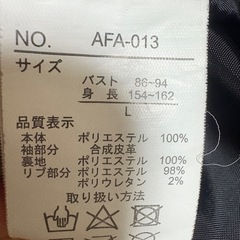 NO. AFA-013
サイズ
バスト 86~94
身長 154~162
L
品質表示
本体 ポリエステル 100%
袖部分 合成皮革
裏地 ポリエステル 100%
リブ部分 ポリエステル 98%
ポリウレタン 2%
取り扱い方法